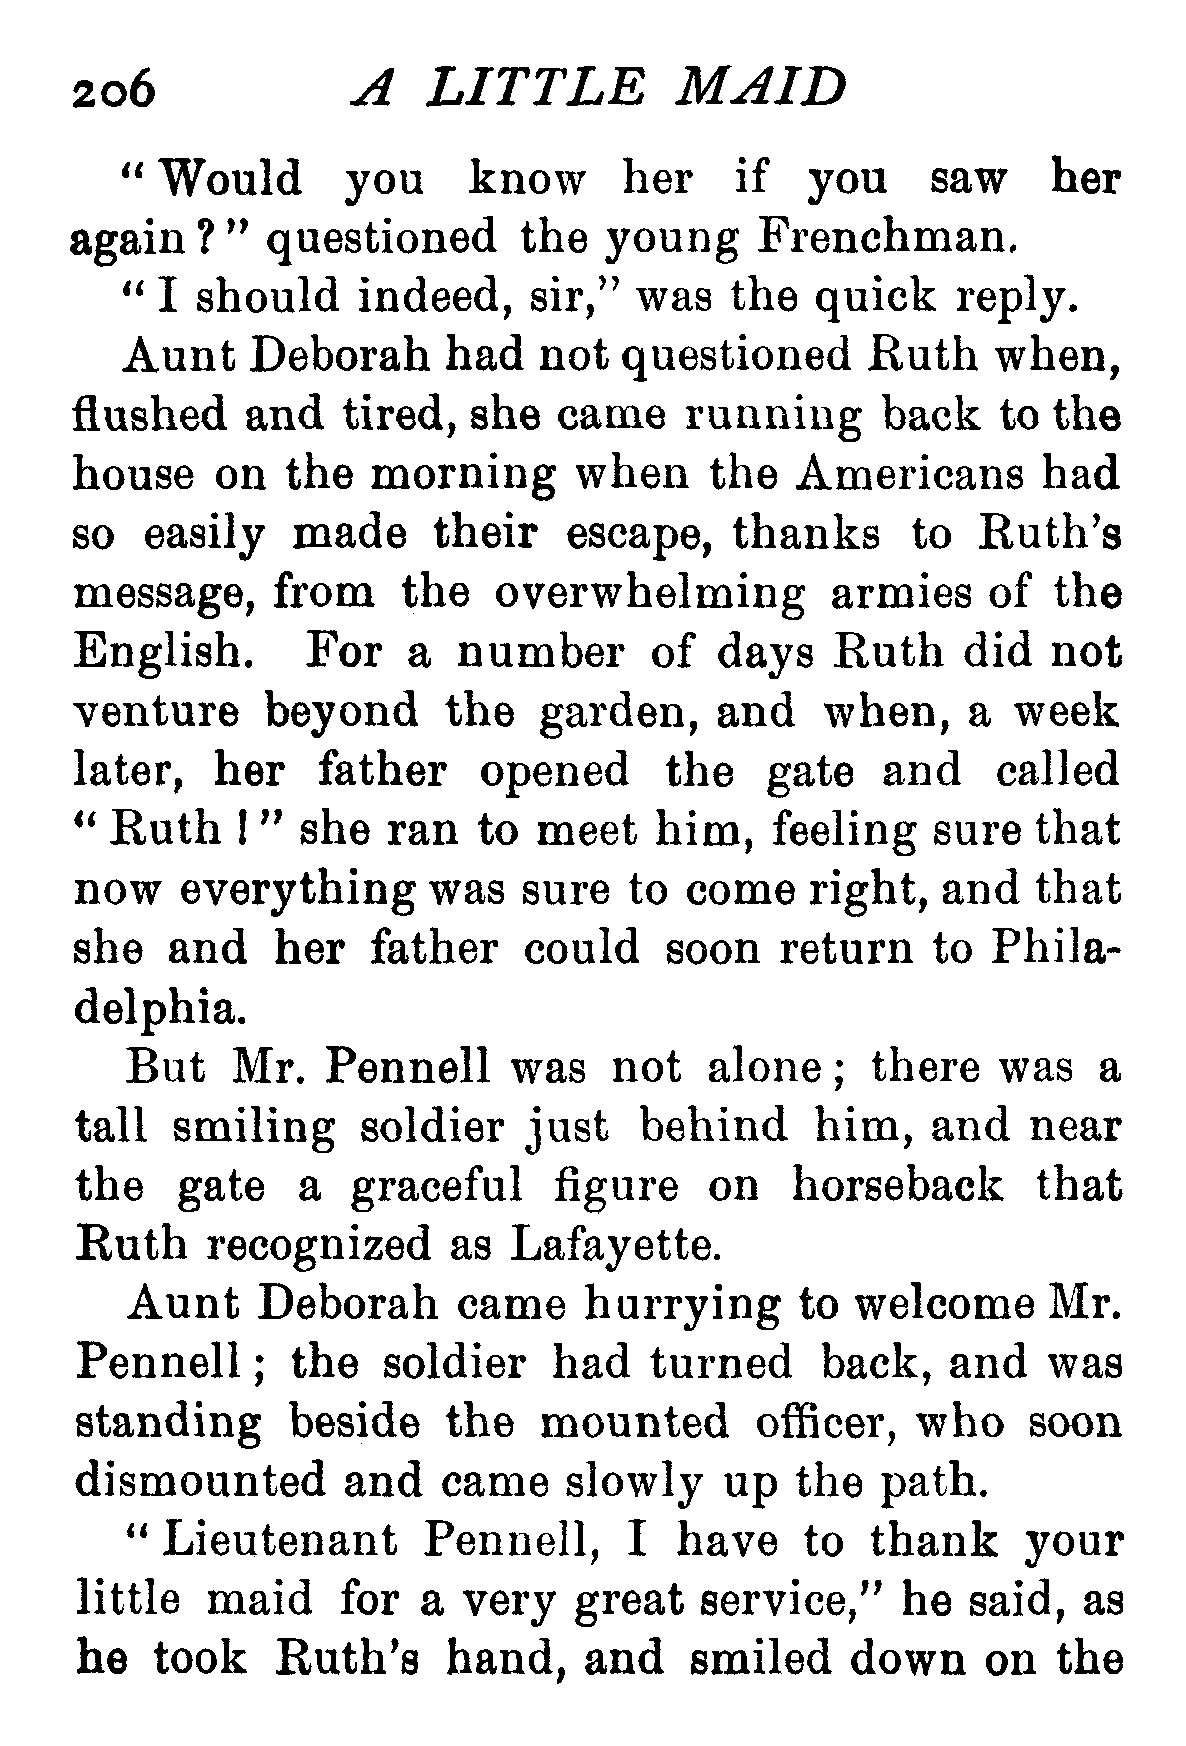 206 A LITTLE MAID
“ Would you know her if you saw her
again ? ” questioned the young Frenchman.
“ I should indeed, sir,” was the quick reply.
Aunt Deborah had not questioned Ruth when,
flushed and tired, she came running back to the
house on the morning when the Americans had
so easily made their escape, thanks to Ruth’s
message, from the overwhelming armies of the
English. For a number of days Ruth did not
venture beyond the garden, and when, a week
later, her father opened the gate and called
“ Ruth ! ” she ran to meet him, feeling sure that
now everything was sure to come right, and that
she and her father could soon return to Phila-
delphia.
But Mr. Pennell was not alone ; there was a
tall smiling soldier just behind him, and near
the gate a graceful figure on horseback that
Ruth recognized as Lafayette.
Aunt Deborah came hurrying to welcome Mr.
Pennell ; the soldier had turned back, and was
standing beside the mounted officer, who soon
dismounted and came slowly up the path.
“ Lieutenant Pennell, I have to thank your
little maid for a very great service,” he said, as
he took Ruth’s hand, and smiled down on the